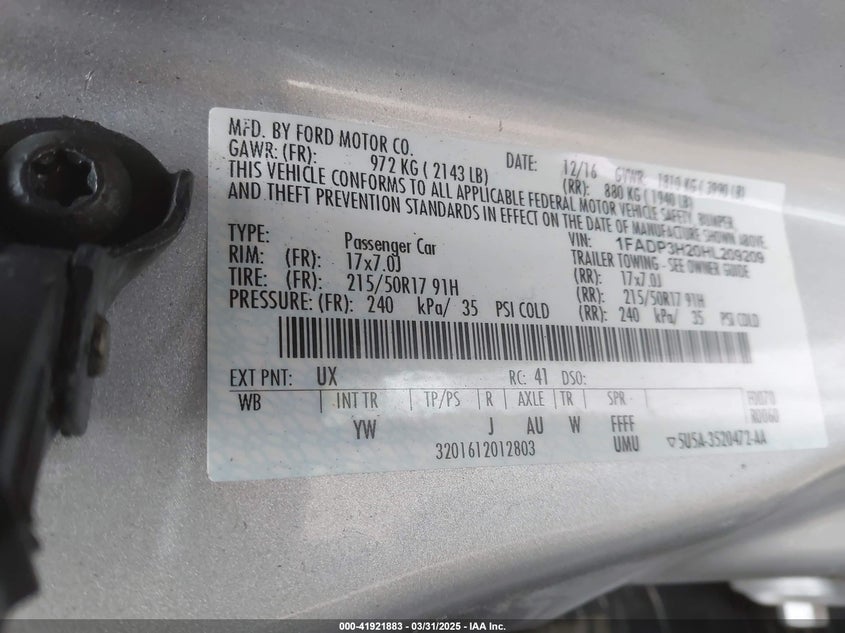 MFD. BY FORD MOTOR CO.
DATE: 12/16 GVWR: 1810 KG ( 3990 LB)
GAWR: (FR): 972 KG ( 2143 LB) (RR): 880 KG ( 1940 LB)
THIS VEHICLE CONFORMS TO ALL APPLICABLE FEDERAL MOTOR VEHICLE SAFETY, BUMPER,
AND THEFT PREVENTION STANDARDS IN EFFECT ON THE DATE OF MANUFACTURE SHOWN ABOVE.
VIN: 1FADP3H20HL209209
TYPE: Passenger Car TRAILER TOWING - SEE OWNER GUIDE
RIM: (FR): 17x7.0J (RR): 17x7.0J
TIRE: (FR): 215/50R17 91H (RR): 215/50R17 91H
PRESSURE: (FR): 240 kPa/ 35 PSI COLD (RR): 240 kPa/ 35 PSI COLD
EXT PNT: UX RC: 41 DSO:
WB INT TR TP/PS R AXLE TR SPR
YW J AU W FFFF
3201612012803 UMU ▽5U5A-3520472-AA
000-41921883 - 03/31/2025 - IAA Inc.